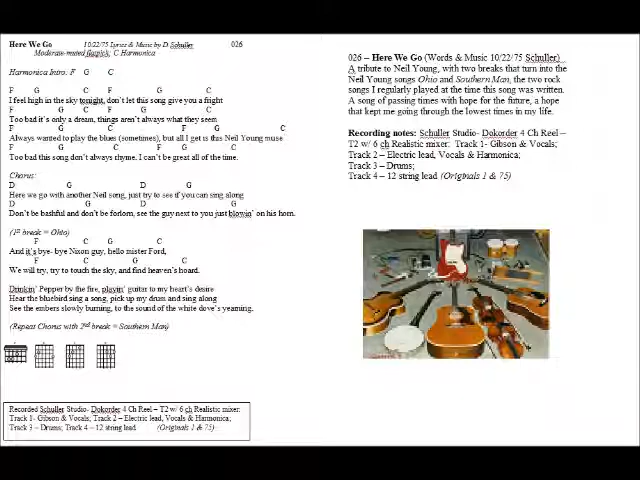 Here We Go 10/22/75 Lyrics & Music by D. Schuller 026
Moderate-muted flatpick; C Harmonica
Harmonica Intro: F G C
F G C F G C
I feel high in the sky tonight, don't let this song give you a fright
F G C F G C
Too bad it's only a dream, things aren't always what they seem
F G C F G C
Always wanted to play the blues (sometimes), but all I get is this Neil Young muse
F G C F G C
Too bad this song don't always rhyme, I can't be great all of the time.
Chorus:
D G D G
Here we go with another Neil song, just try to see if you can sing along
D G D G
Don't be bashful and don't be forlorn, see the guy next to you just blowin' on his horn.
(1st break = Ohio)
F C G C
And it's bye- bye Nixon guy, hello mister Ford,
F C G C
We will try, try to touch the sky, and find heaven's hoard.
Drinkin' Pepper by the fire, playin' guitar to my heart's desire
Hear the bluebird sing a song, pick up my drum and sing along
See the embers slowly burning, to the sound of the white dove's yearning.
(Repeat Chorus with 2nd break = Southern Man)
Recorded Schuller Studio- Dokorder 4 Ch Reel – T2 w/ 6 ch Realistic mixer:
Track 1- Gibson & Vocals; Track 2 – Electric lead, Vocals & Harmonica;
Track 3 – Drums; Track 4 – 12 string lead (Originals 1 & 75)
026 – Here We Go (Words & Music 10/22/75 Schuller)
A tribute to Neil Young, with two breaks that turn into the
Neil Young songs Ohio and Southern Man, the two rock
songs I regularly played at the time this song was written.
A song of passing times with hope for the future, a hope
that kept me going through the lowest times in my life.
Recording notes: Schuller Studio- Dokorder 4 Ch Reel –
T2 w/ 6 ch Realistic mixer; Track 1- Gibson & Vocals;
Track 2 – Electric lead, Vocals & Harmonica;
Track 3 – Drums;
Track 4 – 12 string lead (Originals 1 & 75)